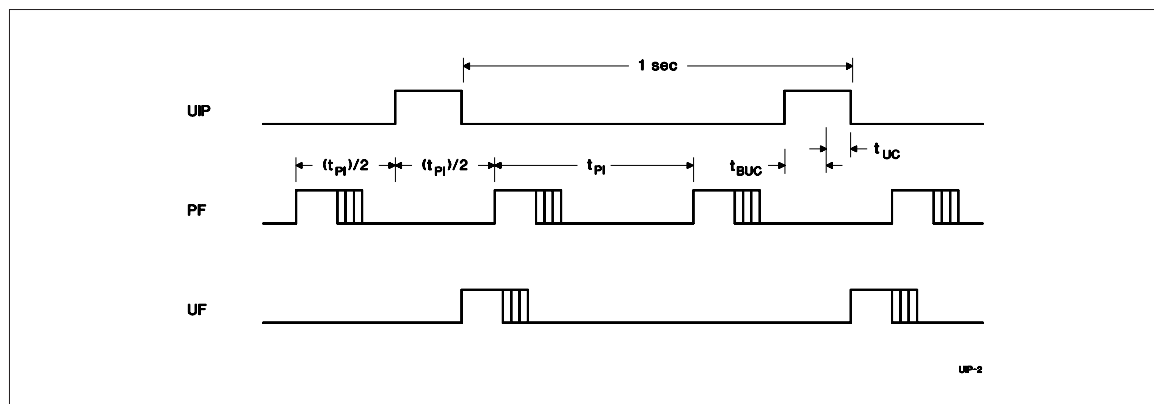 1 sec
UIP
(tPI)/2 (tPI)/2 tPI tBUC tUC
PF
UF
UIP-2